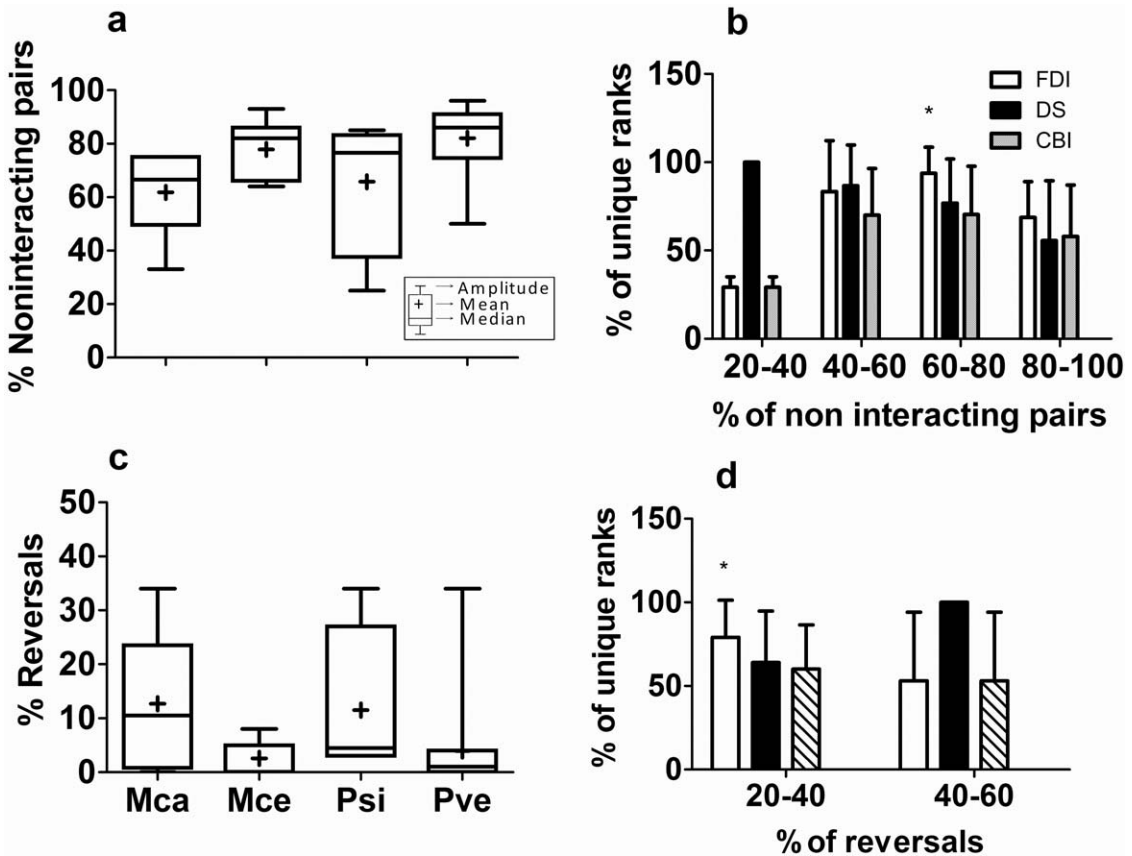 a
% Noninteracting pairs
100
80
60
40
20
0
+
+
+
+
Amplitude
+ Mean
Median
b
% of unique ranks
150
100
50
0
*
FDI
DS
CBI
20-40 40-60 60-80 80-100
% of non interacting pairs
c
% Reversals
50
40
30
20
10
0
+
+
+
+
Mca Mce Psi Pve
d
% of unique ranks
150
100
50
0
*
20-40 40-60
% of reversals